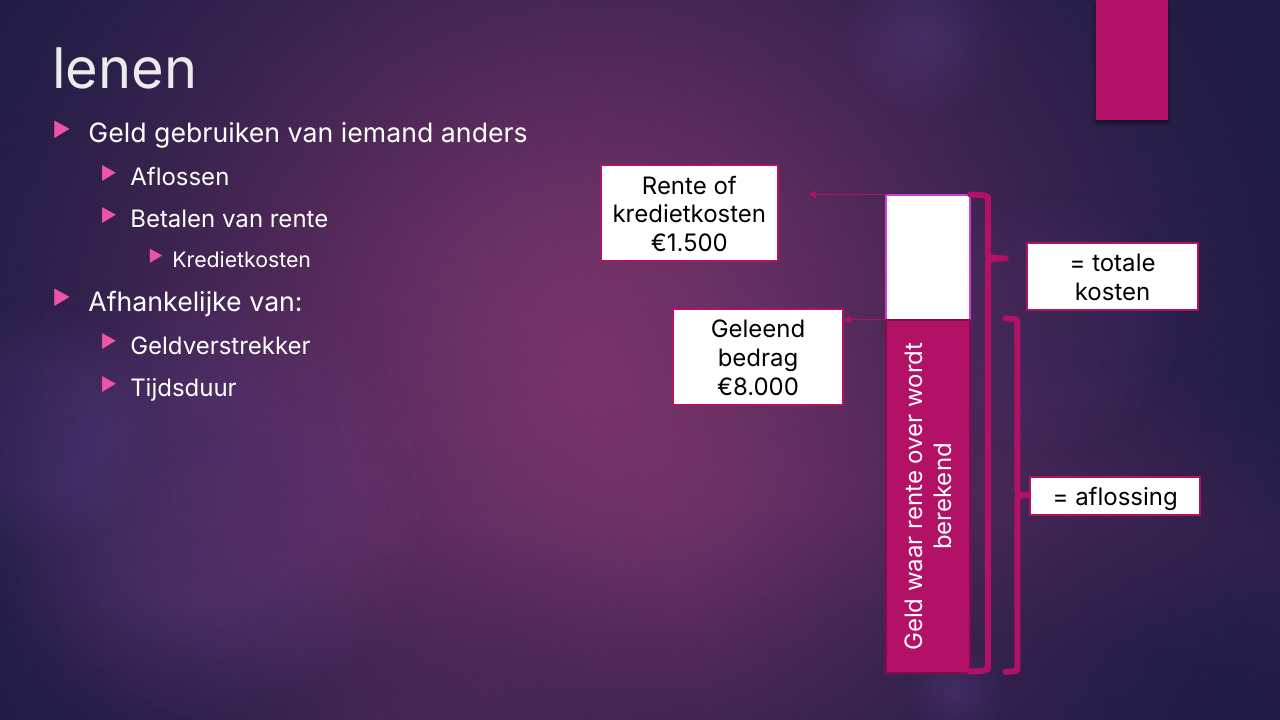 lenen
Geld gebruiken van iemand anders
Aflossen
Betalen van rente
Kredietkosten
Afhankelijke van:
Geldverstrekker
Tijdsduur
Rente of
kredietkosten
€1.500
Geleend
bedrag
€8.000
Geld waar rente over wordt
berekend
= totale
kosten
= aflossing